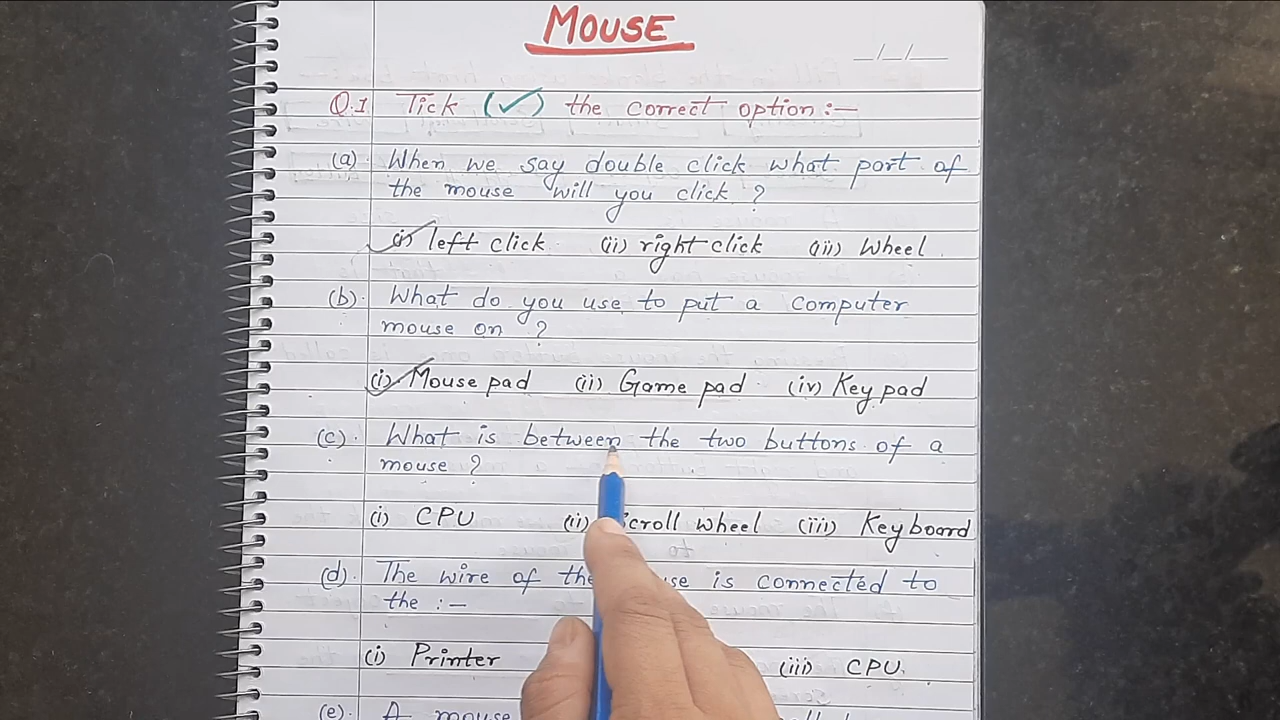 MOUSE
_/_/__
Q.1 Tick (✓) the correct option :-
(a). When we say double click what part of
the mouse will you click ?
(i) left click (ii) right click (iii) Wheel.
(b). What do you use to put a computer
mouse on ?
(i). Mouse pad (ii) Game pad. (iv) Key pad
(c). What is between the two buttons of a
mouse ?
(i) CPU (ii) scroll wheel (iii) Keyboard
(d). The wire of the is connected to
the :-
(i) Printer (iii) CPU.
(e). A mouse